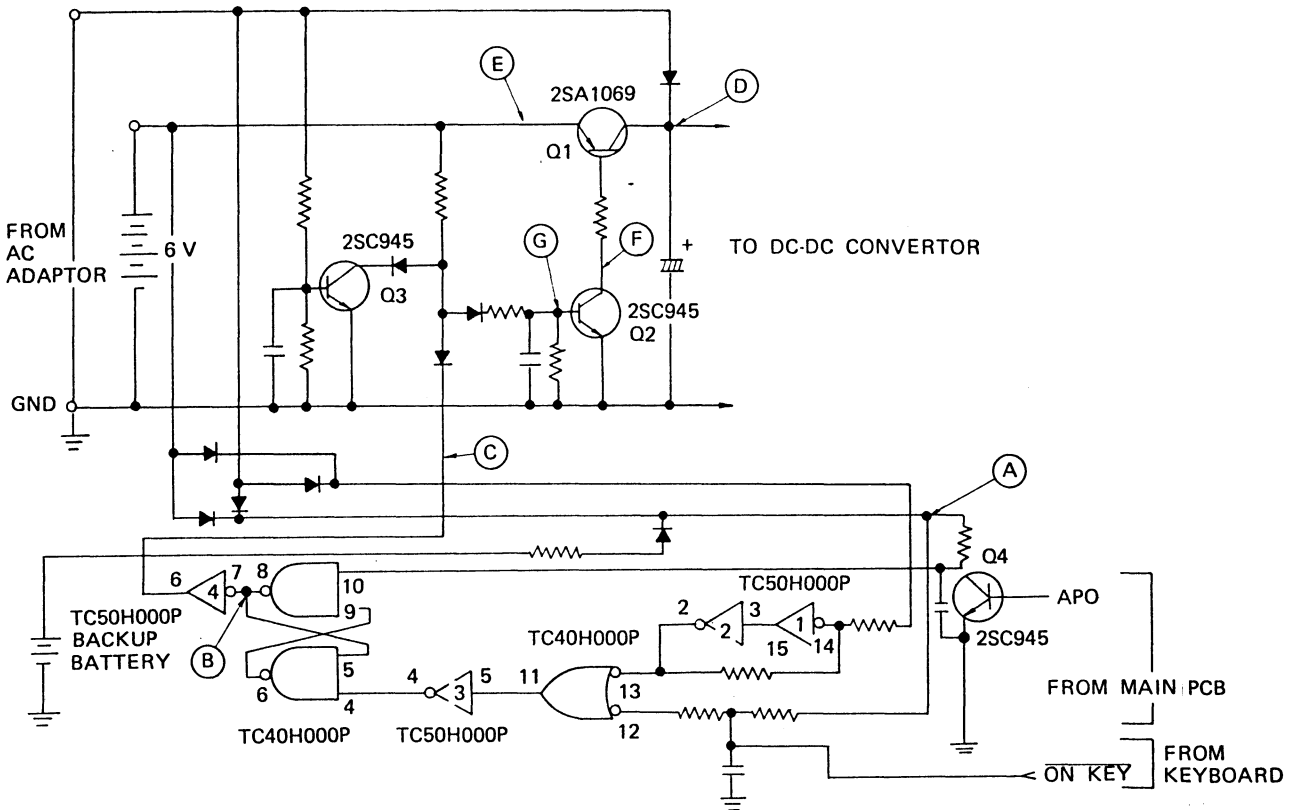 E
2SA1069
D
Q1
FROM
AC
ADAPTOR
6 V
2SC945
Q3
G
F
+
TO DC-DC CONVERTOR
2SC945
Q2
GND
C
A
Q4
6
4
7
8
10
9
TC50H000P
APO
2SC945
TC50H000P
BACKUP
BATTERY
B
2
2
3
1
15
14
TC40H000P
6
5
4
4
3
5
11
13
12
FROM MAIN PCB
TC40H000P
TC50H000P
ON KEY
FROM
KEYBOARD